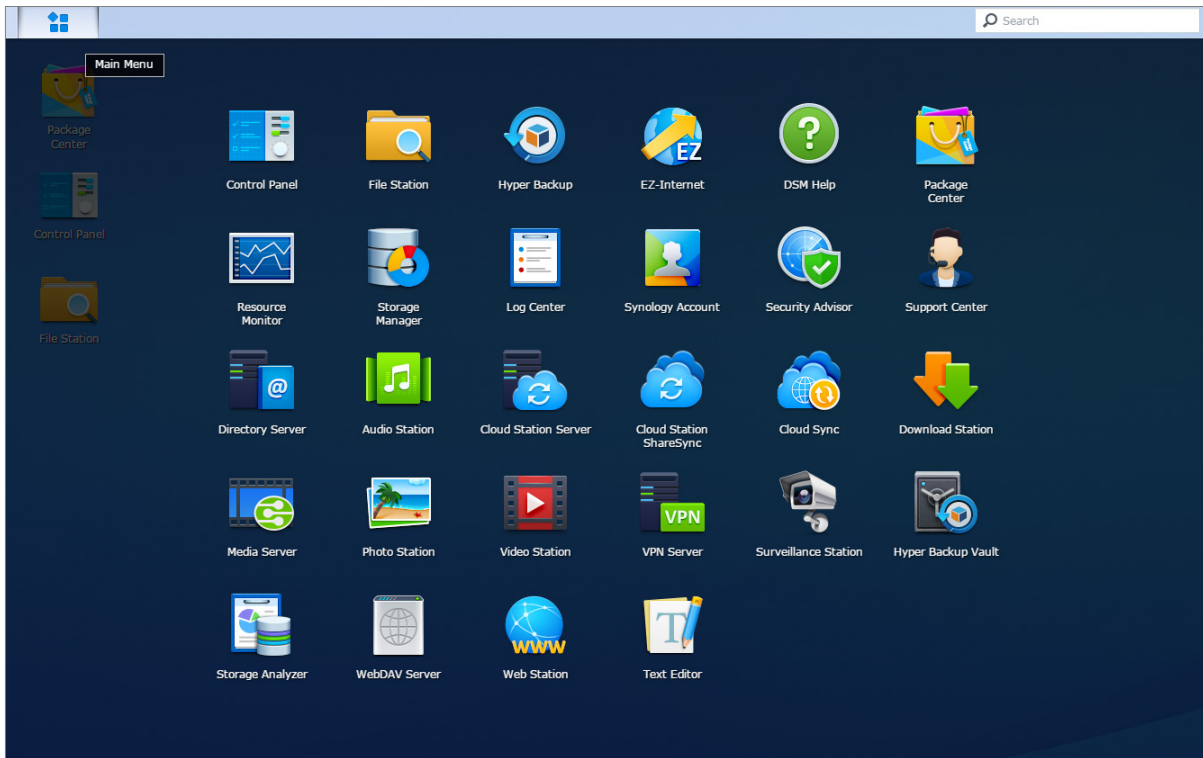 Search
Main Menu
Package
Center
Control Panel
File Station
Control Panel
File Station
Hyper Backup
EZ
EZ-Internet
?
DSM Help
Package
Center
Resource
Monitor
Storage
Manager
Log Center
Synology Account
Security Advisor
Support Center
@
Directory Server
Audio Station
Cloud Station Server
Cloud Station
ShareSync
Cloud Sync
Download Station
Media Server
Photo Station
Video Station
VPN
VPN Server
Surveillance Station
Hyper Backup Vault
Storage Analyzer
WebDAV Server
WWW
Web Station
T
Text Editor